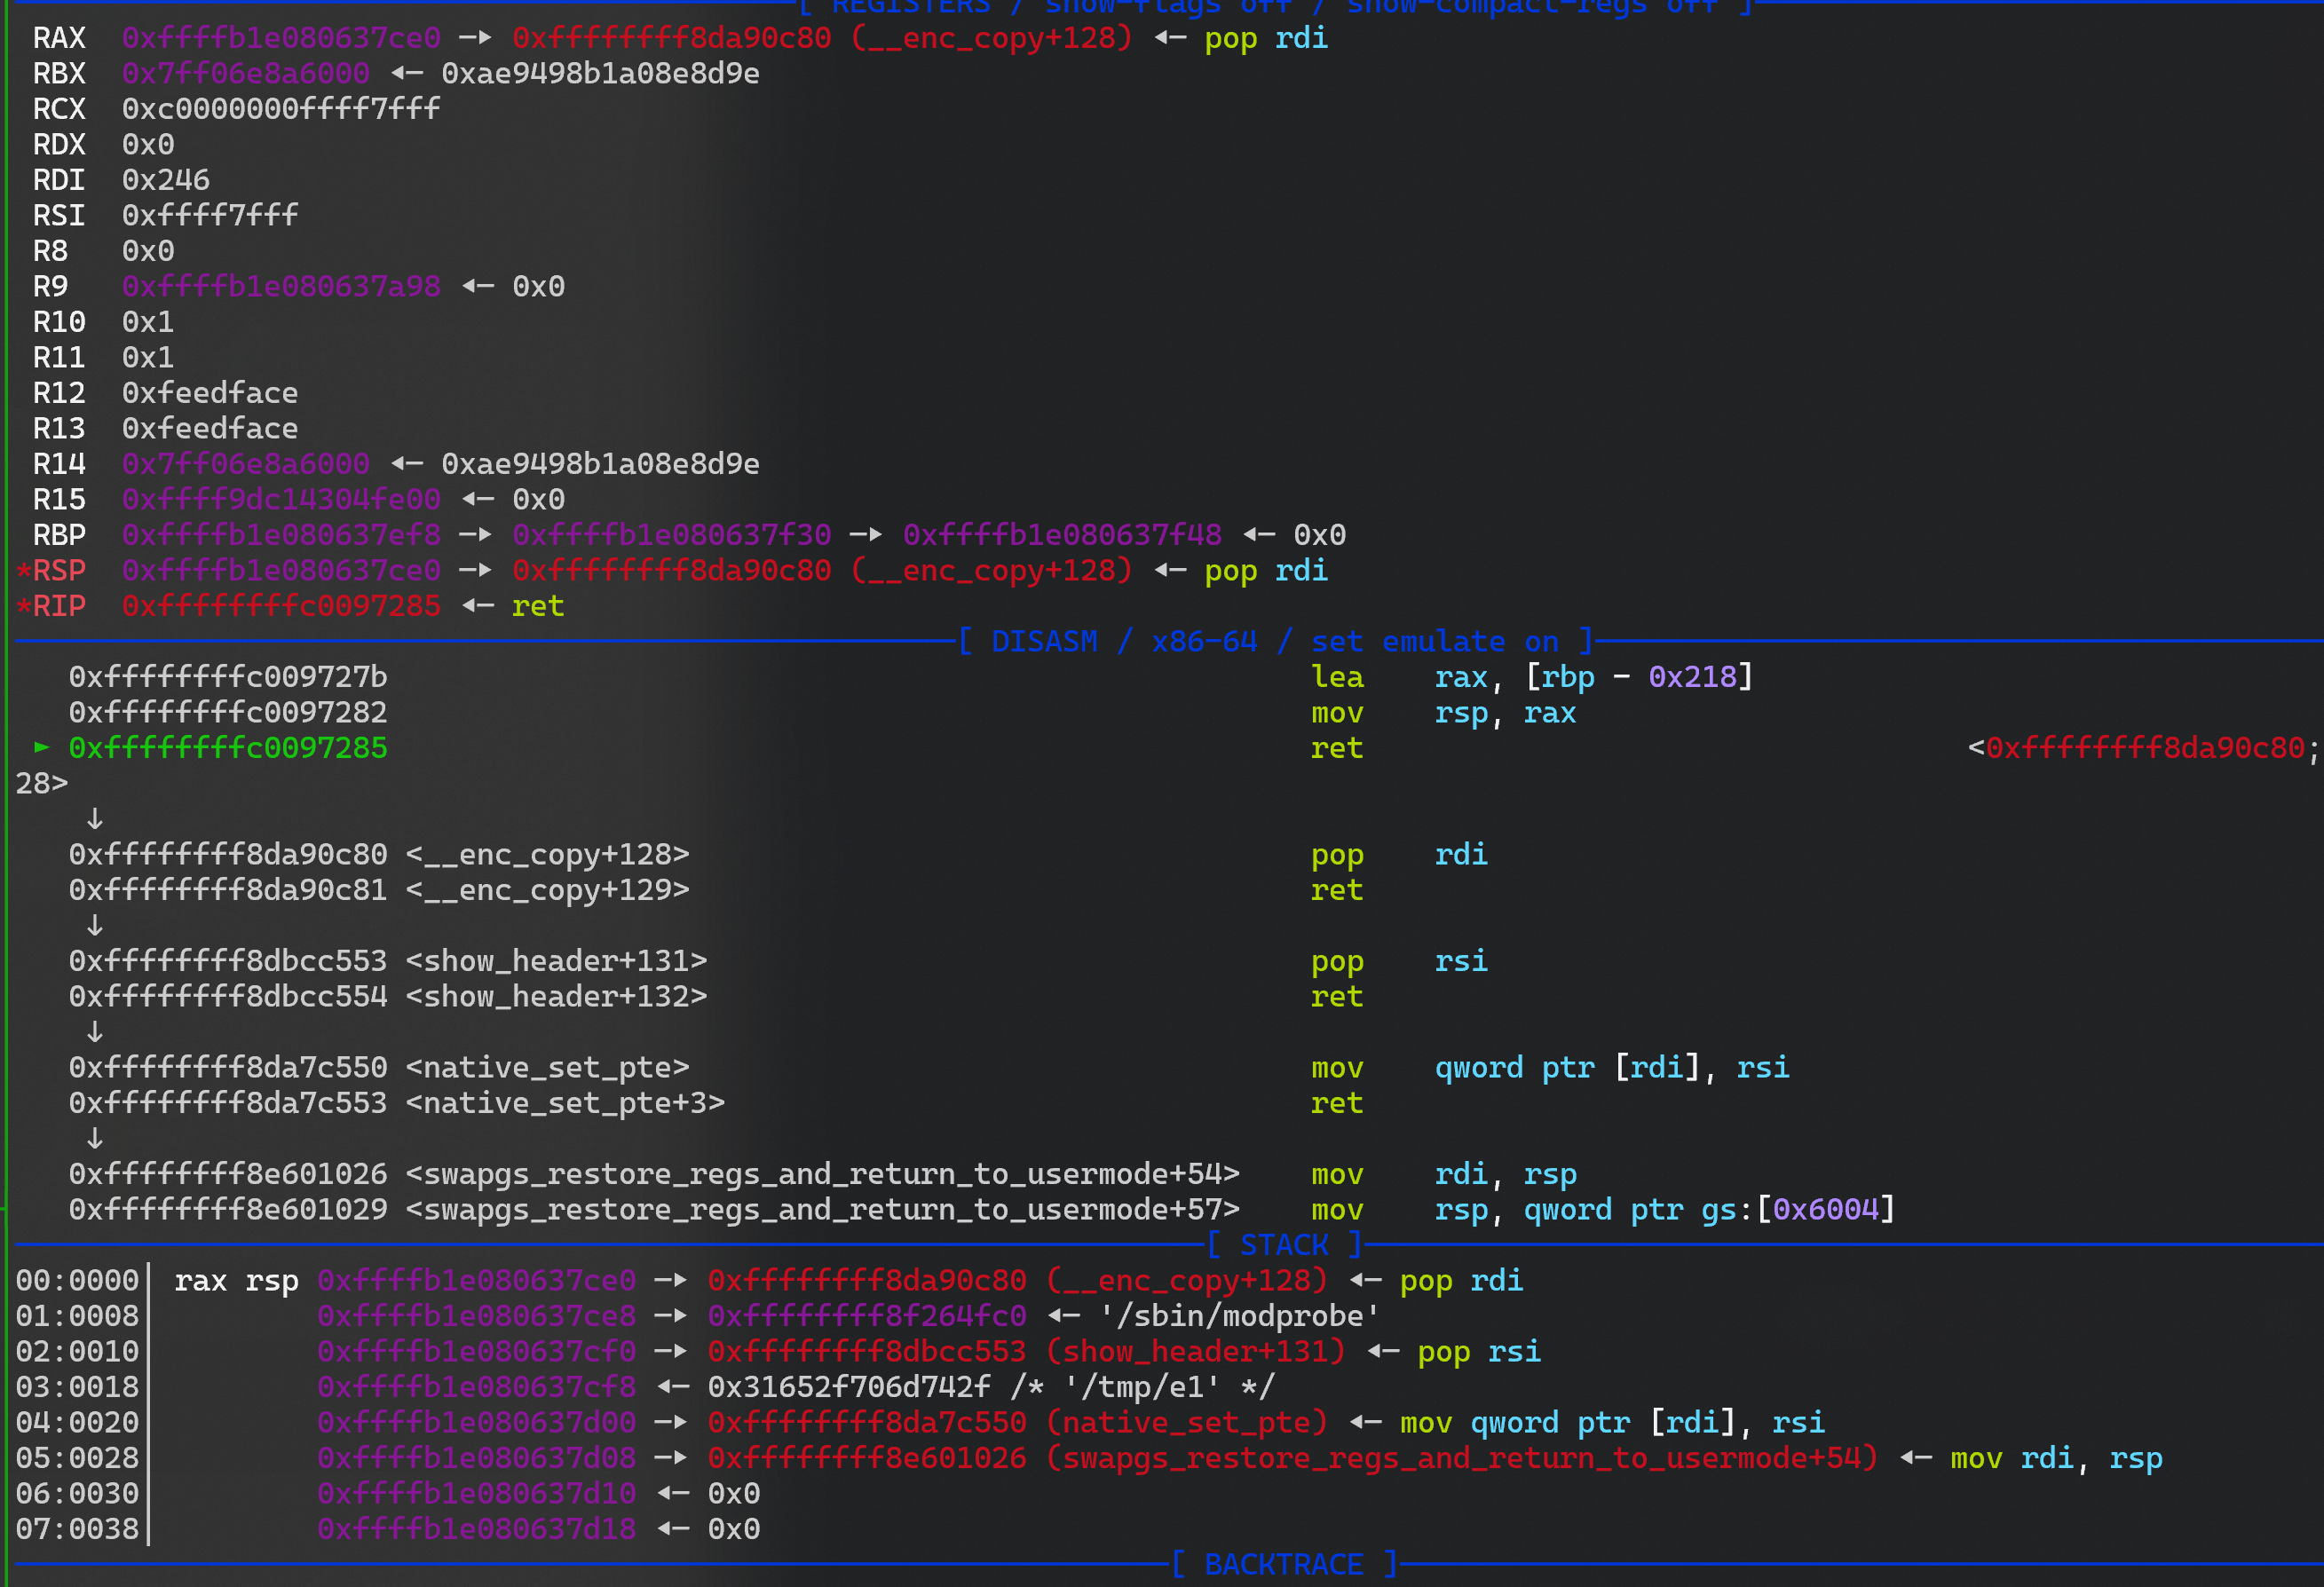 [ REGISTERS / show-flags off / show-compact-regs off ]
RAX 0xffffb1e080637ce0 —▸ 0xffffffff8da90c80 (__enc_copy+128) ◂— pop rdi
RBX 0x7ff06e8a6000 ◂— 0xae9498b1a08e8d9e
RCX 0xc0000000ffff7fff
RDX 0x0
RDI 0x246
RSI 0xffff7fff
R8 0x0
R9 0xffffb1e080637a98 ◂— 0x0
R10 0x1
R11 0x1
R12 0xfeedface
R13 0xfeedface
R14 0x7ff06e8a6000 ◂— 0xae9498b1a08e8d9e
R15 0xffff9dc14304fe00 ◂— 0x0
RBP 0xffffb1e080637ef8 —▸ 0xffffb1e080637f30 —▸ 0xffffb1e080637f48 ◂— 0x0
*RSP 0xffffb1e080637ce0 —▸ 0xffffffff8da90c80 (__enc_copy+128) ◂— pop rdi
*RIP 0xffffffffc0097285 ◂— ret
[ DISASM / x86-64 / set emulate on ]
0xffffffffc009727b lea rax, [rbp - 0x218]
0xffffffffc0097282 mov rsp, rax
► 0xffffffffc0097285 ret <0xffffffff8da90c80;
28>
↓
0xffffffff8da90c80 <__enc_copy+128> pop rdi
0xffffffff8da90c81 <__enc_copy+129> ret
↓
0xffffffff8dbcc553 <show_header+131> pop rsi
0xffffffff8dbcc554 <show_header+132> ret
↓
0xffffffff8da7c550 <native_set_pte> mov qword ptr [rdi], rsi
0xffffffff8da7c553 <native_set_pte+3> ret
↓
0xffffffff8e601026 <swapgs_restore_regs_and_return_to_usermode+54> mov rdi, rsp
0xffffffff8e601029 <swapgs_restore_regs_and_return_to_usermode+57> mov rsp, qword ptr gs:[0x6004]
[ STACK ]
00:0000│ rax rsp 0xffffb1e080637ce0 —▸ 0xffffffff8da90c80 (__enc_copy+128) ◂— pop rdi
01:0008│ 0xffffb1e080637ce8 —▸ 0xffffffff8f264fc0 ◂— '/sbin/modprobe'
02:0010│ 0xffffb1e080637cf0 —▸ 0xffffffff8dbcc553 (show_header+131) ◂— pop rsi
03:0018│ 0xffffb1e080637cf8 ◂— 0x31652f706d742f /* '/tmp/e1' */
04:0020│ 0xffffb1e080637d00 —▸ 0xffffffff8da7c550 (native_set_pte) ◂— mov qword ptr [rdi], rsi
05:0028│ 0xffffb1e080637d08 —▸ 0xffffffff8e601026 (swapgs_restore_regs_and_return_to_usermode+54) ◂— mov rdi, rsp
06:0030│ 0xffffb1e080637d10 ◂— 0x0
07:0038│ 0xffffb1e080637d18 ◂— 0x0
[ BACKTRACE ]